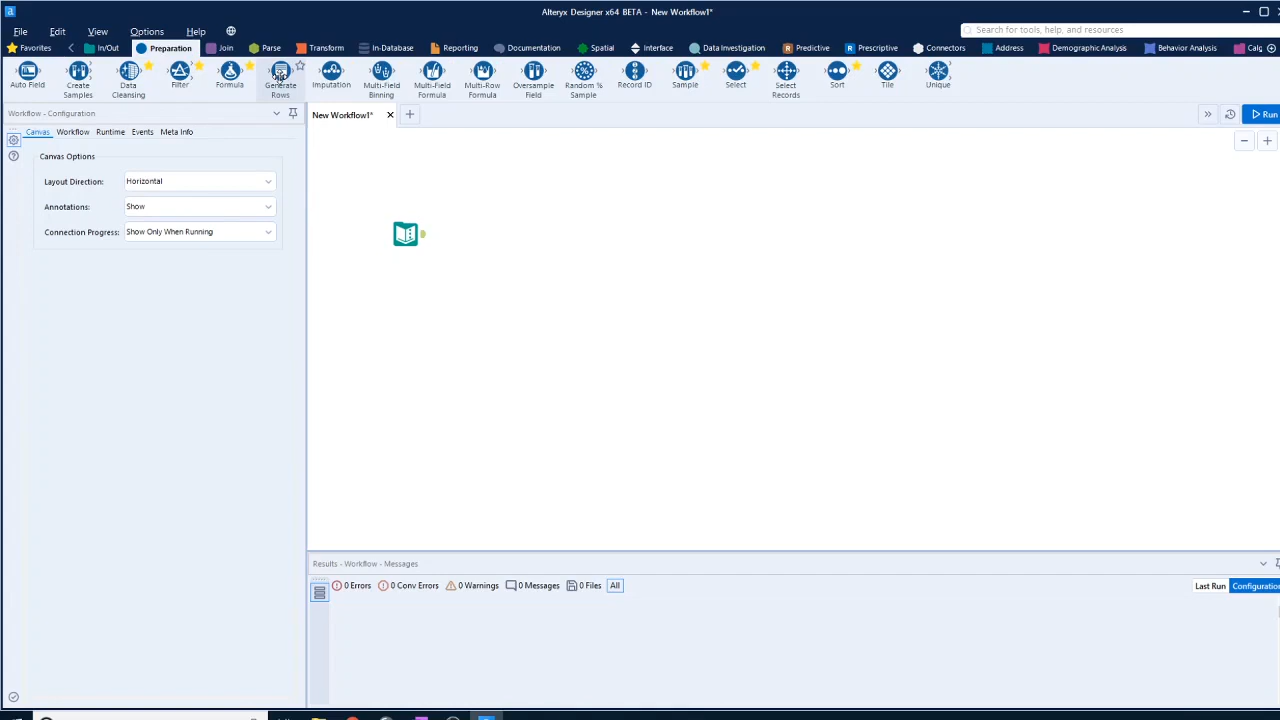 a
Alteryx Designer x64 BETA - New Workflow1*
File Edit View Options Help
Search for tools, help, and resources
Favorites In/Out Preparation Join Parse Transform In-Database Reporting Documentation Spatial Interface Data Investigation Predictive Prescriptive Connectors Address Demographic Analysis Behavior Analysis Calg
Auto Field
Create Samples
Data Cleansing
Filter
Formula
Generate Rows
Imputation
Multi-Field Binning
Multi-Field Formula
Multi-Row Formula
Oversample Field
Random % Sample
Record ID
Sample
Select
Select Records
Sort
Tile
Unique
Workflow - Configuration
New Workflow1*
Run
Canvas Workflow Runtime Events Meta Info
Canvas Options
Layout Direction: Horizontal
Annotations: Show
Connection Progress: Show Only When Running
Results - Workflow - Messages
0 Errors 0 Conv Errors 0 Warnings 0 Messages 0 Files All
Last Run Configuration